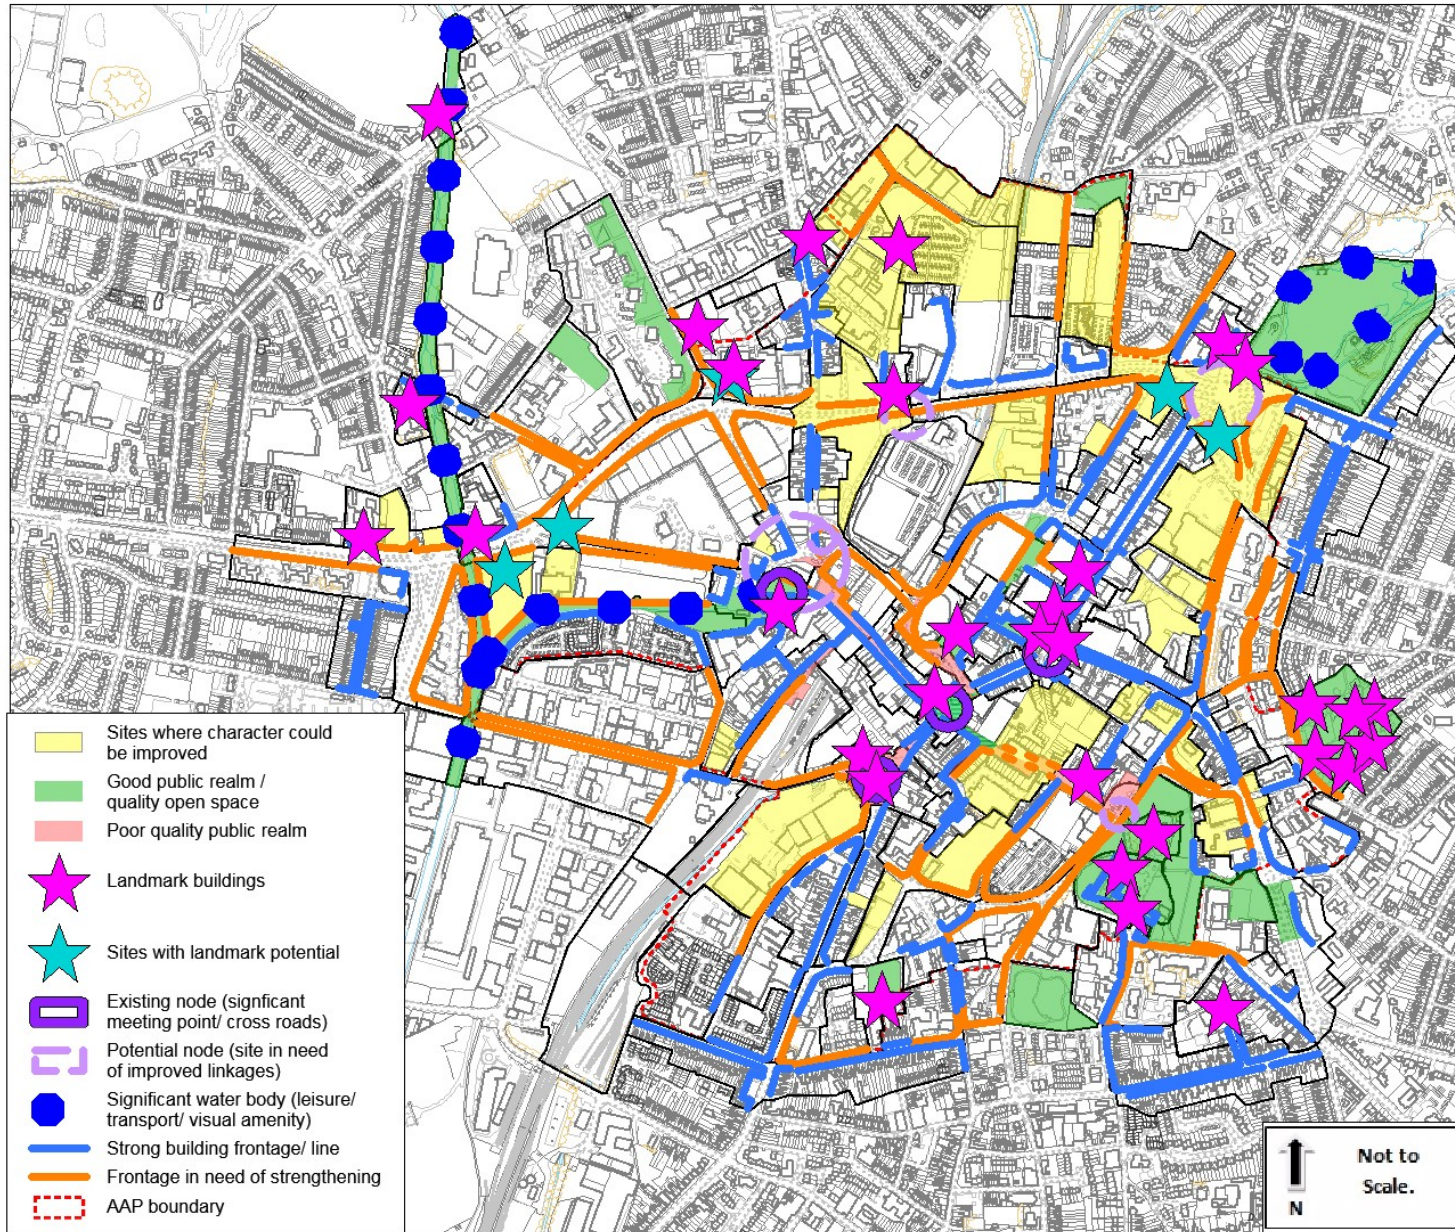 Sites where character could
be improved
Good public realm /
quality open space
Poor quality public realm
Landmark buildings
Sites with landmark potential
Existing node (signficant
meeting point/ cross roads)
Potential node (site in need
of improved linkages)
Significant water body (leisure/
transport/ visual amenity)
Strong building frontage/ line
Frontage in need of strengthening
AAP boundary
Not to
Scale.
N